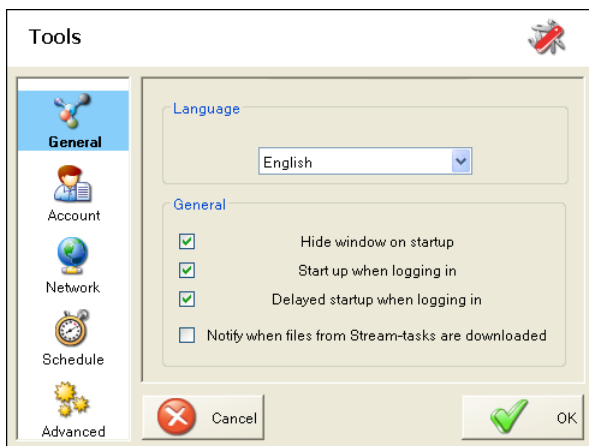 Tools
General
Account
Network
Schedule
Advanced
Language
English
General
Hide window on startup
Start up when logging in
Delayed startup when logging in
Notify when files from Stream-tasks are downloaded
Cancel
OK